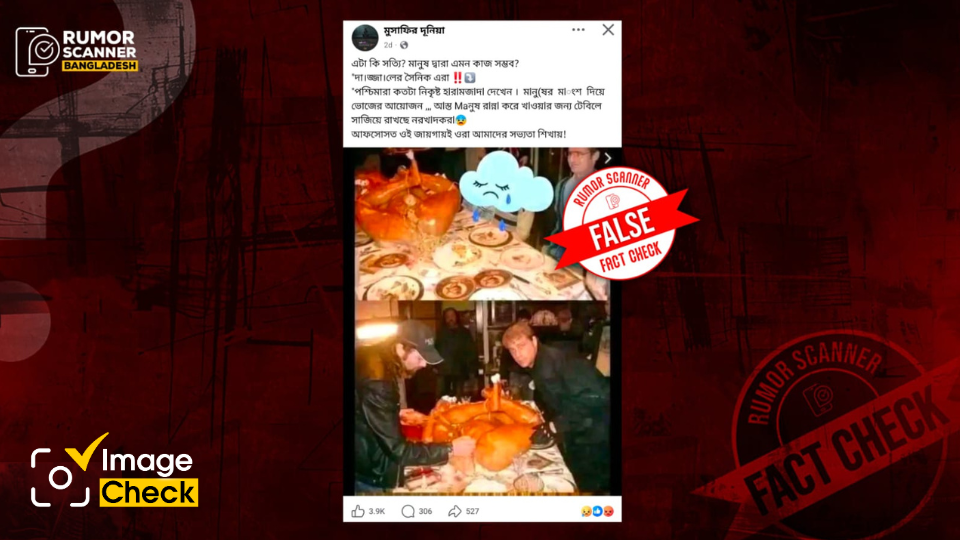 RUMOR
SCANNER
BANGLADESH
মুসাফির দূনিয়া
2d
এটা কি সত্যি? মানুষ দ্বারা এমন কাজ সম্ভব?
"দা।জ্জা।লের সৈনিক এরা ‼️⤵️
"পশ্চিমারা কতটা নিকৃষ্ট হারামজাদা দেখেন । মানু(ষের মা◌ংশ দিয়ে
ভোজের আয়োজন ,,, আস্ত Maনুষ রান্না করে খাওয়ার জন্য টেবিলে
সাজিয়ে রাখছে নরখাদকরা😰
আফসোসত ওই জায়গায়ই ওরা আমাদের সভ্যতা শিখায়!
RUMOR SCANNER
FALSE
FACT CHECK
3.9K 306 527
Image
Check
RUMOR SCANNER
FACT CHECK